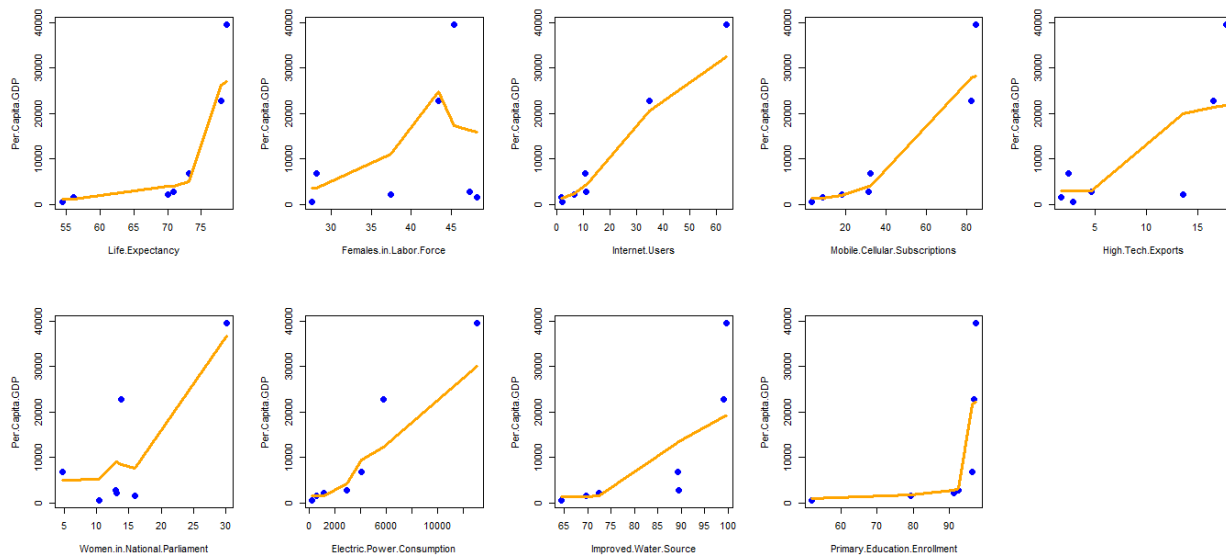 Per.Capita.GDP
0 10000 20000 30000 40000
55 60 65 70 75
Life.Expectancy
Per.Capita.GDP
0 10000 20000 30000 40000
30 35 40 45
Females.in.Labor.Force
Per.Capita.GDP
0 10000 20000 30000 40000
0 10 20 30 40 50 60
Internet.Users
Per.Capita.GDP
0 10000 20000 30000 40000
20 40 60 80
Mobile.Cellular.Subscriptions
Per.Capita.GDP
0 10000 20000 30000 40000
5 10 15
High.Tech.Exports
Per.Capita.GDP
0 10000 20000 30000 40000
5 10 15 20 25 30
Women.in.National.Parliament
Per.Capita.GDP
0 10000 20000 30000 40000
0 2000 6000 10000
Electric.Power.Consumption
Per.Capita.GDP
0 10000 20000 30000 40000
65 70 75 80 85 90 95 100
Improved.Water.Source
Per.Capita.GDP
0 10000 20000 30000 40000
60 70 80 90
Primary.Education.Enrollment